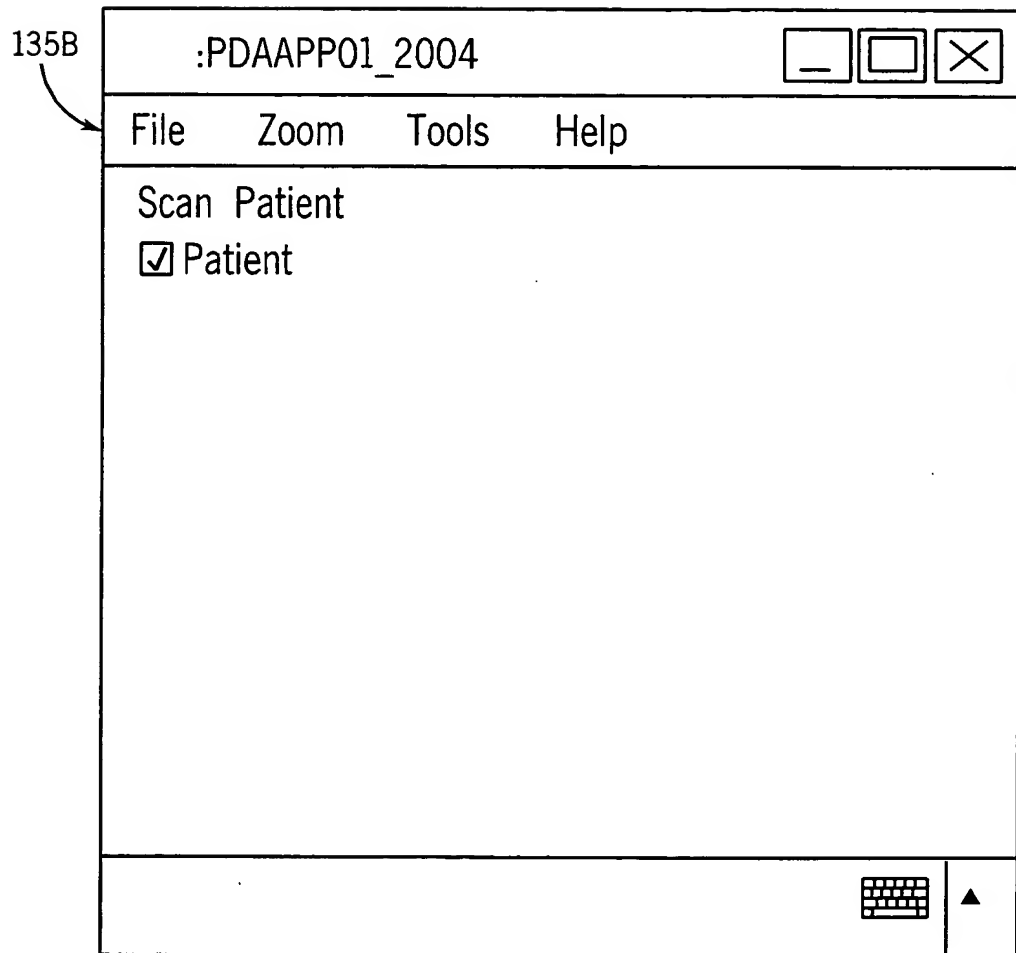 135B
:PDAAPP01_2004
File Zoom Tools Help
Scan Patient
Patient